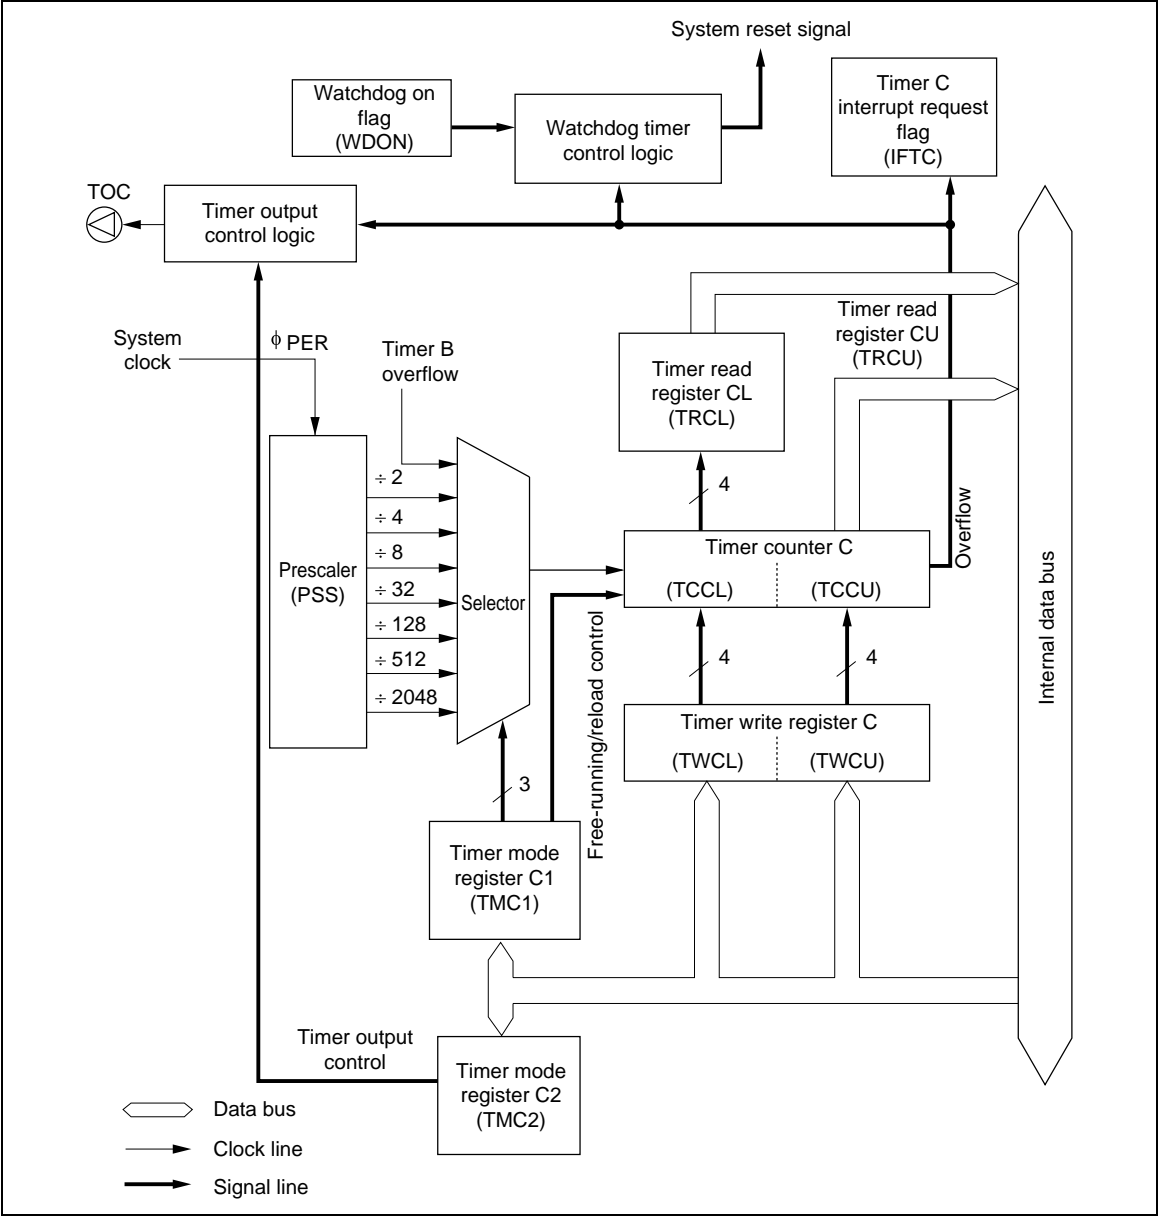 System reset signal
Watchdog on
flag
(WDON)
Watchdog timer
control logic
Timer C
interrupt request
flag
(IFTC)
TOC
Timer output
control logic
System
clock
ϕ PER
Timer B
overflow
Timer read
register CL
(TRCL)
Timer read
register CU
(TRCU)
Prescaler
(PSS)
÷ 2
÷ 4
÷ 8
÷ 32
÷ 128
÷ 512
÷ 2048
Selector
4
Timer counter C
(TCCL)
(TCCU)
Overflow
Internal data bus
4
4
Timer write register C
(TWCL)
(TWCU)
3
Free-running/reload control
Timer mode
register C1
(TMC1)
Timer output
control
Timer mode
register C2
(TMC2)
Data bus
Clock line
Signal line